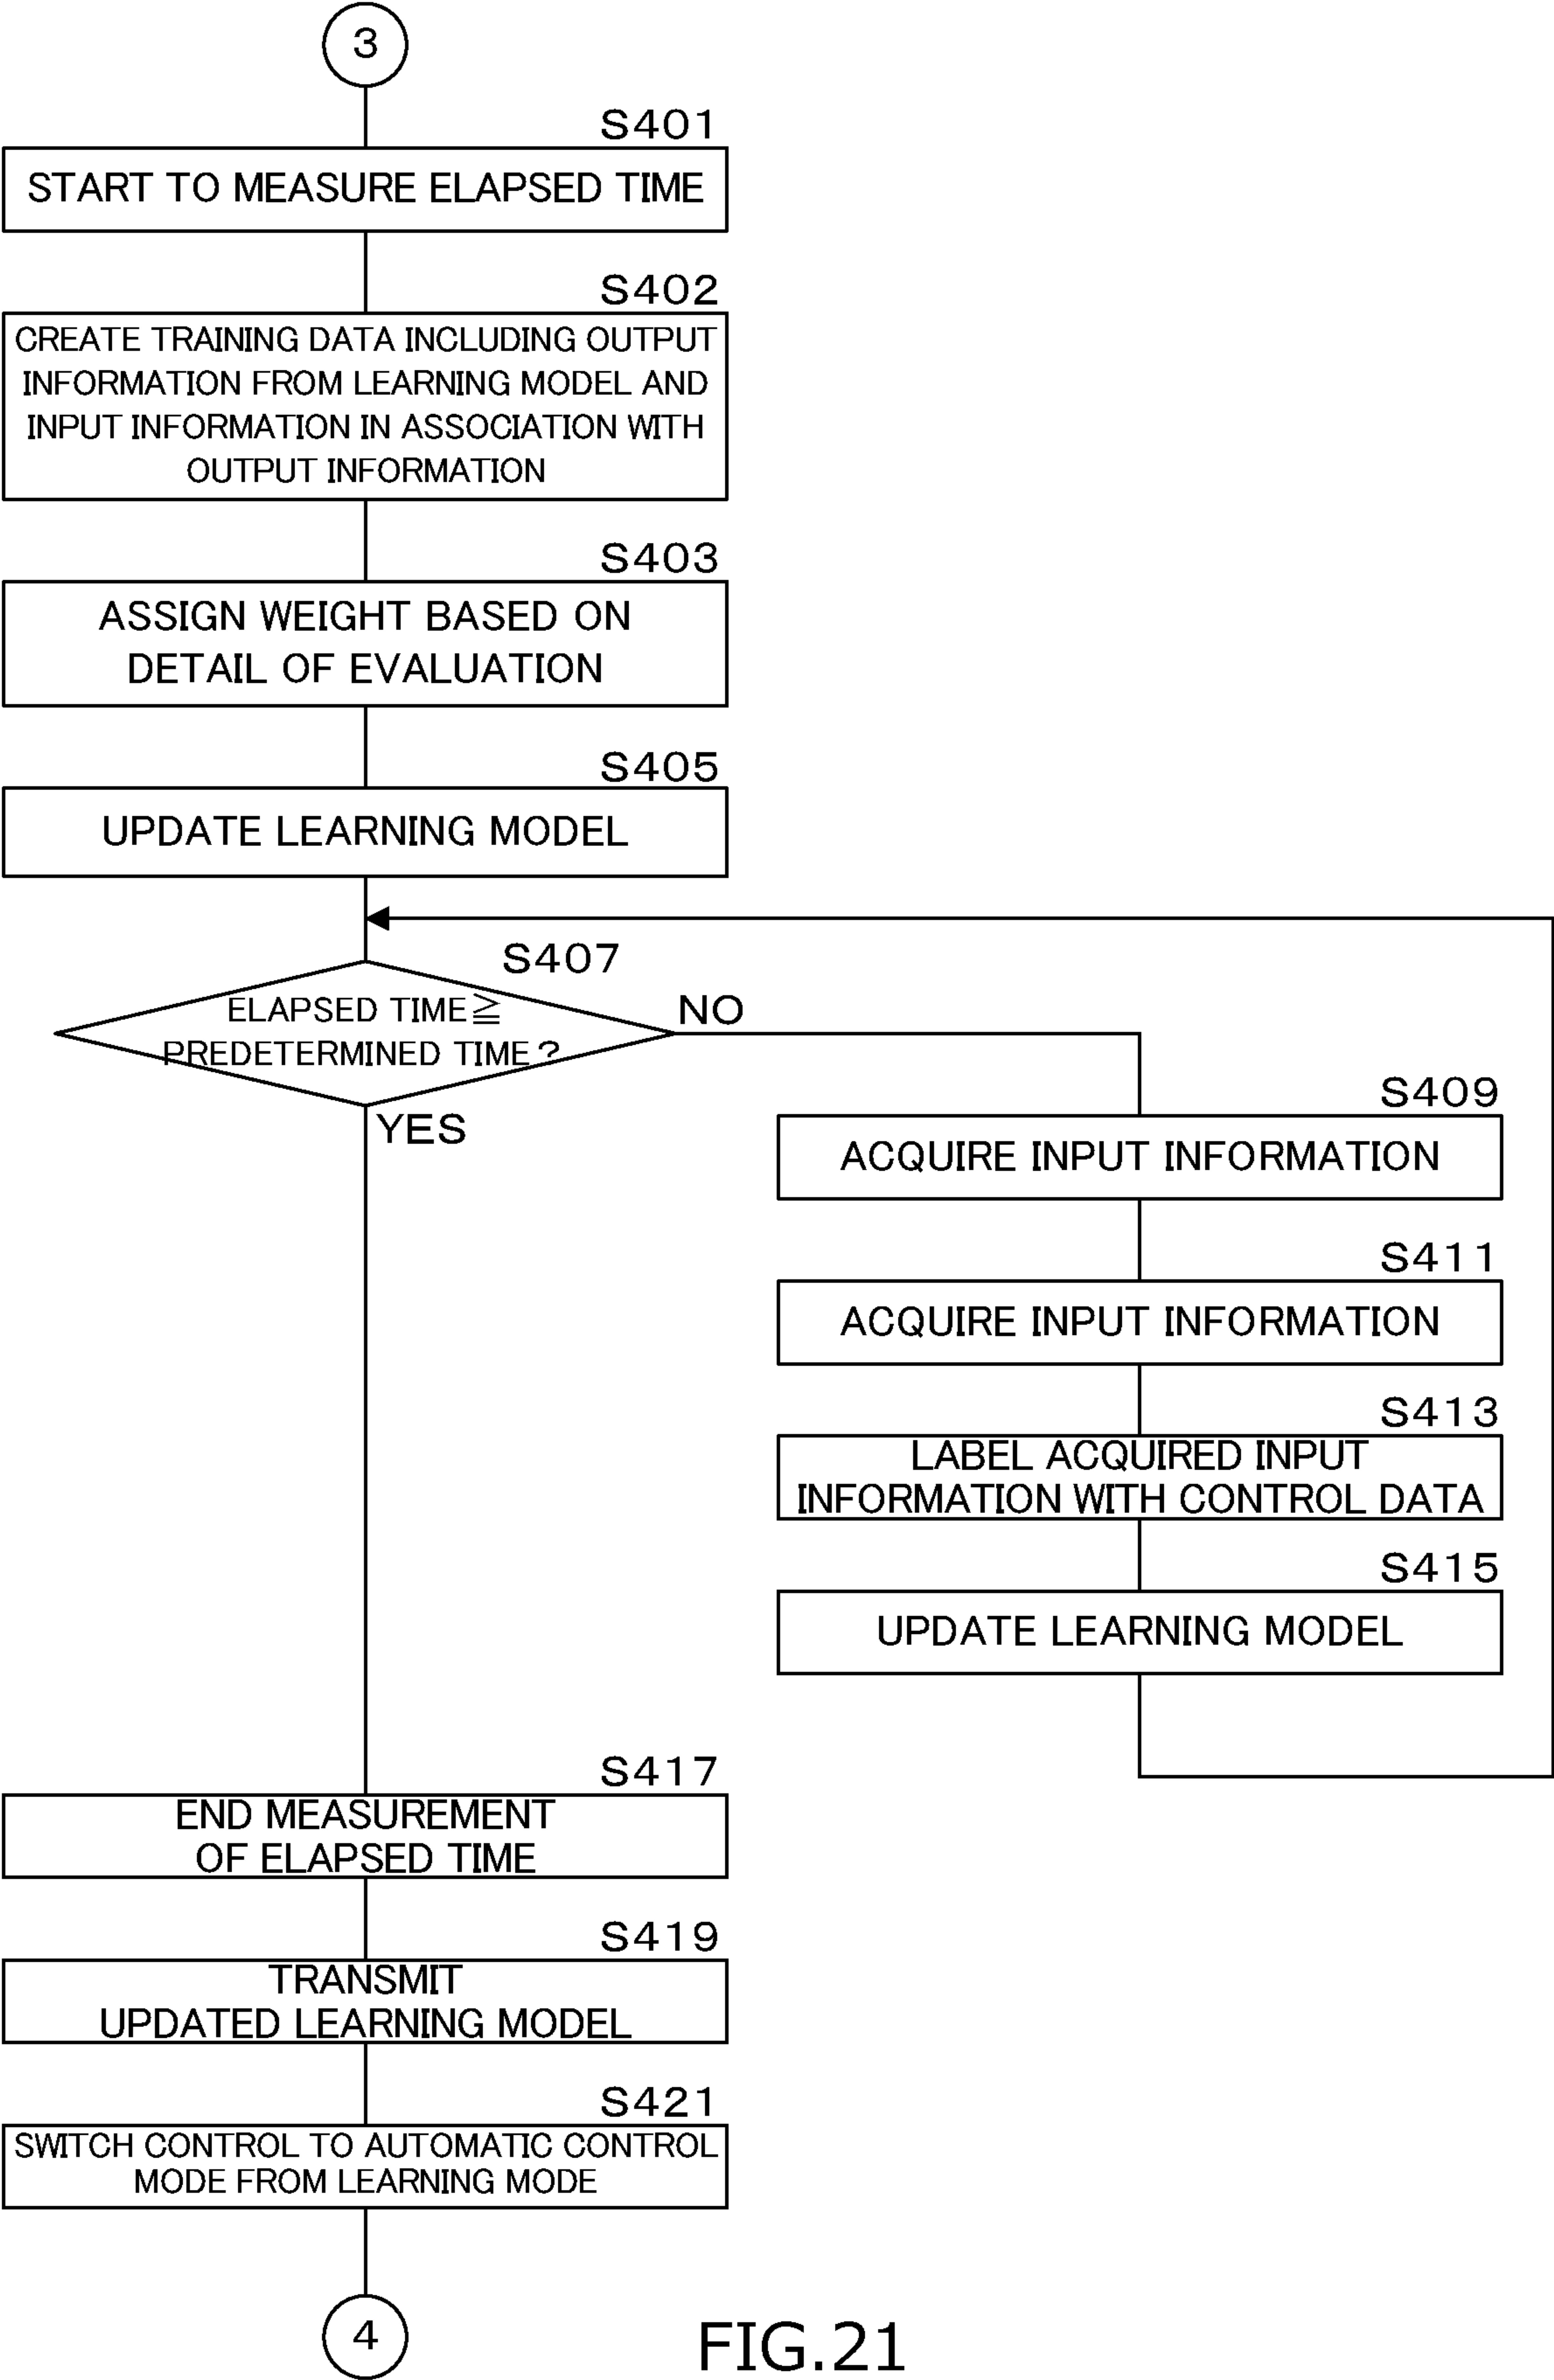 3
S401
START TO MEASURE ELAPSED TIME
S402
CREATE TRAINING DATA INCLUDING OUTPUT
INFORMATION FROM LEARNING MODEL AND
INPUT INFORMATION IN ASSOCIATION WITH
OUTPUT INFORMATION
S403
ASSIGN WEIGHT BASED ON
DETAIL OF EVALUATION
S405
UPDATE LEARNING MODEL
S407
ELAPSED TIME≧
PREDETERMINED TIME?
NO
YES
S409
ACQUIRE INPUT INFORMATION
S411
ACQUIRE INPUT INFORMATION
S413
LABEL ACQUIRED INPUT
INFORMATION WITH CONTROL DATA
S415
UPDATE LEARNING MODEL
S417
END MEASUREMENT
OF ELAPSED TIME
S419
TRANSMIT
UPDATED LEARNING MODEL
S421
SWITCH CONTROL TO AUTOMATIC CONTROL
MODE FROM LEARNING MODE
4
FIG.21